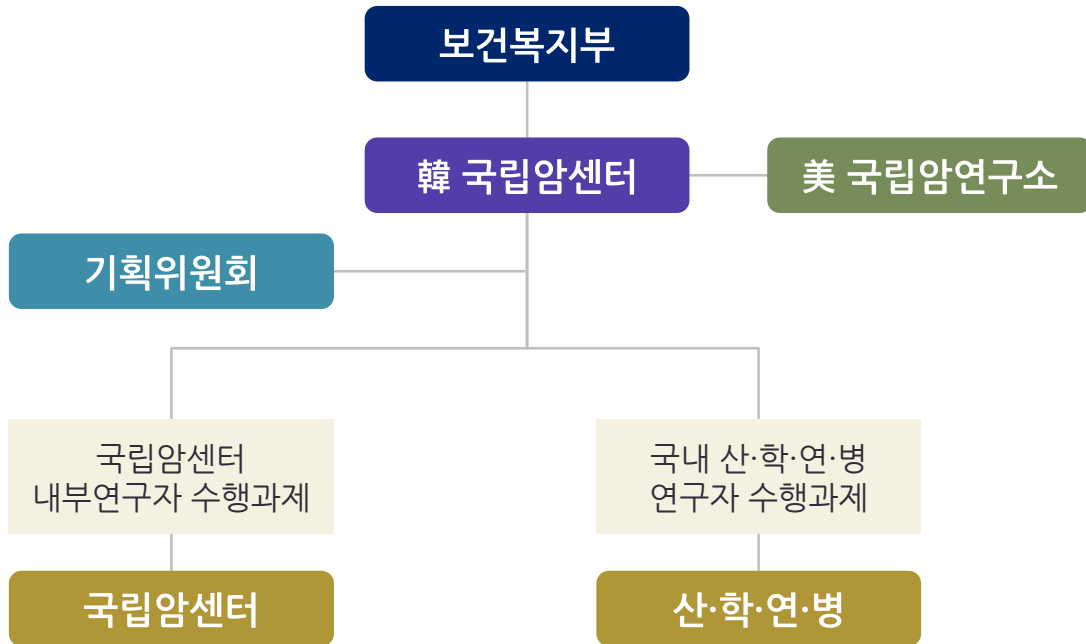 보건복지부
韓 국립암센터
美 국립암연구소
기획위원회
국립암센터
내부연구자 수행과제
국내 산·학·연·병
연구자 수행과제
국립암센터
산·학·연·병